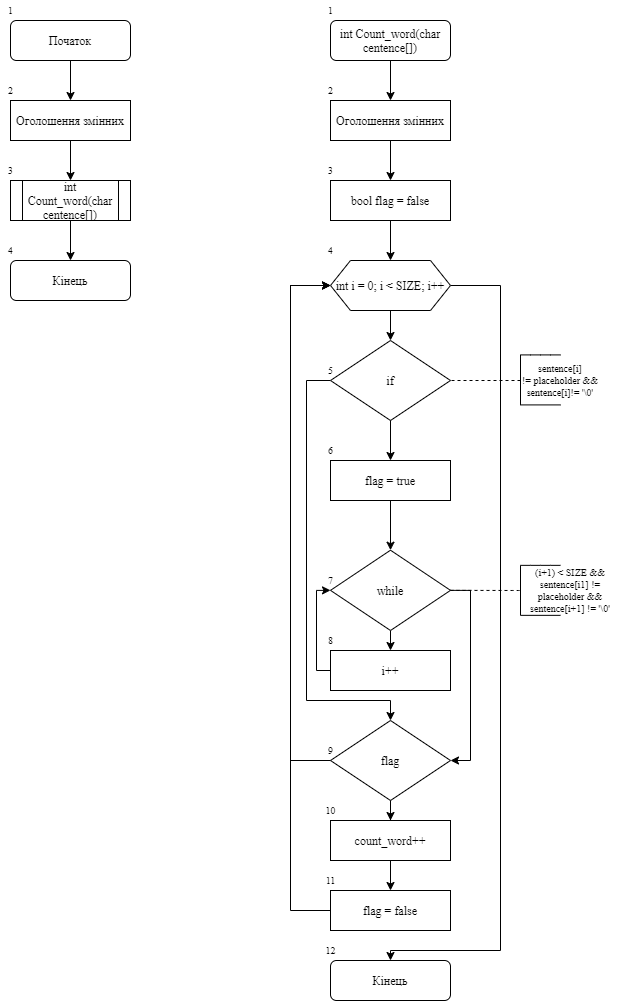 1
Початок
2
Оголошення змінних
3
int
Count_word(char
centence[])
4
Кінець
1
int Count_word(char
centence[])
2
Оголошення змінних
3
bool flag = false
4
int i = 0; i < SIZE; i++
5
if
sentence[i]
!= placeholder &&
sentence[i]!= '\0'
6
flag = true
7
while
(i+1) < SIZE &&
sentence[i1] !=
placeholder &&
sentence[i+1] != '\0'
8
i++
9
flag
10
count_word++
11
flag = false
12
Кінець